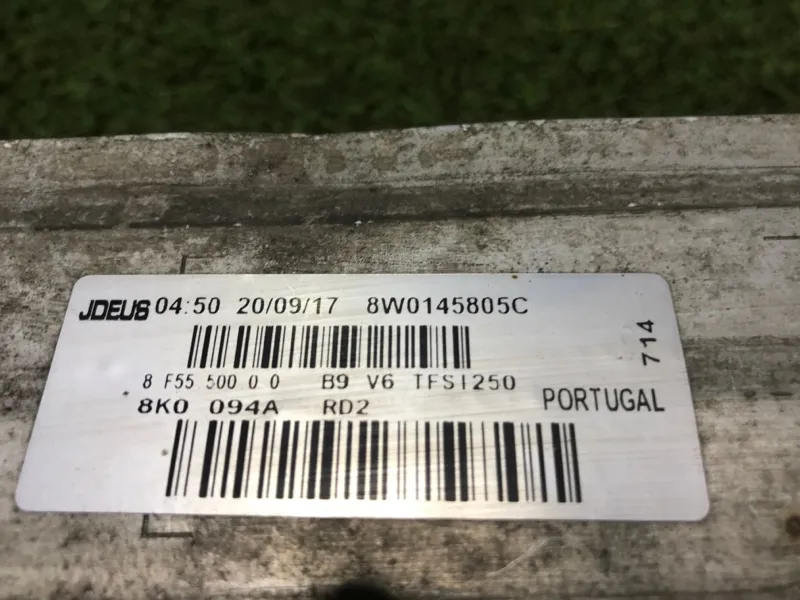 JDEUS 04:50 20/09/17 8W0145805C
714
8 F55 500 0 0 B9 V6 TFSI250
8K0 094A RD2 PORTUGAL